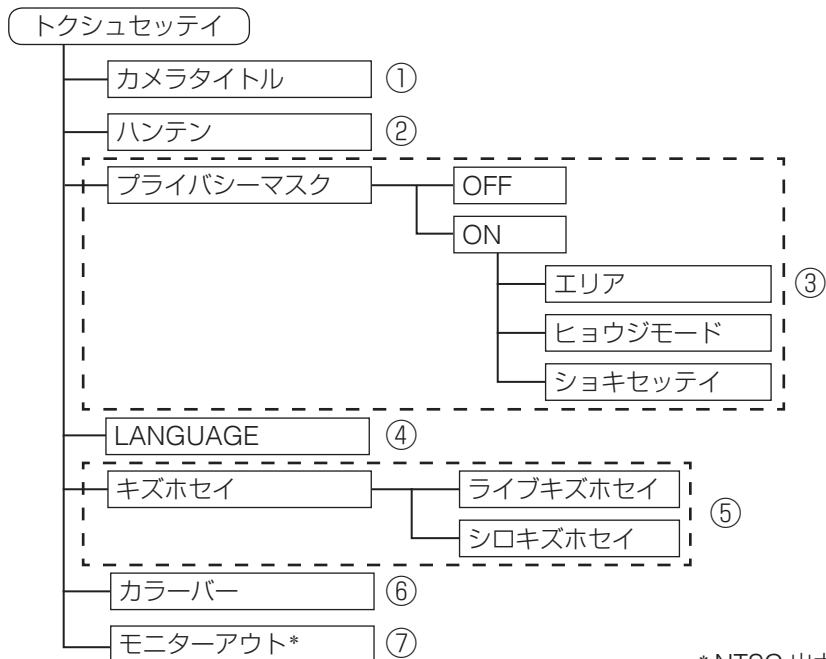 トクシュセッテイ
カメラタイトル ①
ハンテン ②
プライバシーマスク OFF
ON
エリア ③
ヒョウジモード
ショキセッテイ
LANGUAGE ④
キズホセイ ライブキズホセイ ⑤
シロキズホセイ
カラーバー ⑥
モニターアウト* ⑦
* NTSC